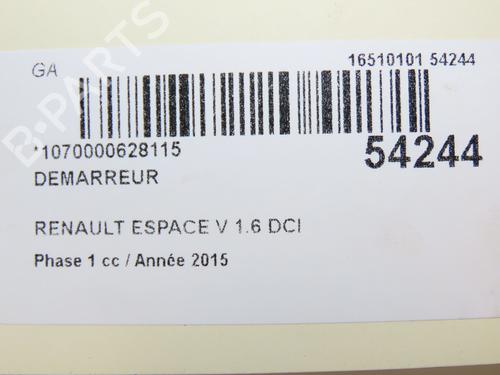 GA
16510101 54244
B-PARTS
*1070000628115
54244
DEMARREUR
RENAULT ESPACE V 1.6 DCI
Phase 1 cc / Année 2015